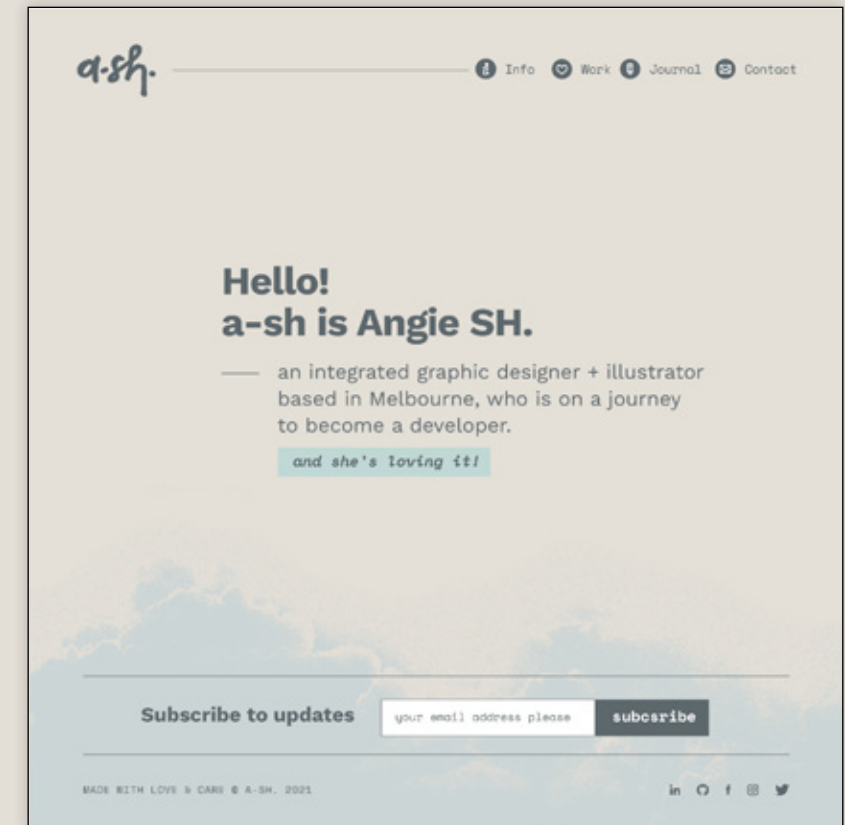 a-sh.
Info Work Journal Contact
Hello!
a-sh is Angie SH.
an integrated graphic designer + illustrator
based in Melbourne, who is on a journey
to become a developer.
and she's loving it!
Subscribe to updates
your email address please
subcsribe
MADE WITH LOVE & CARE © A-SH. 2021